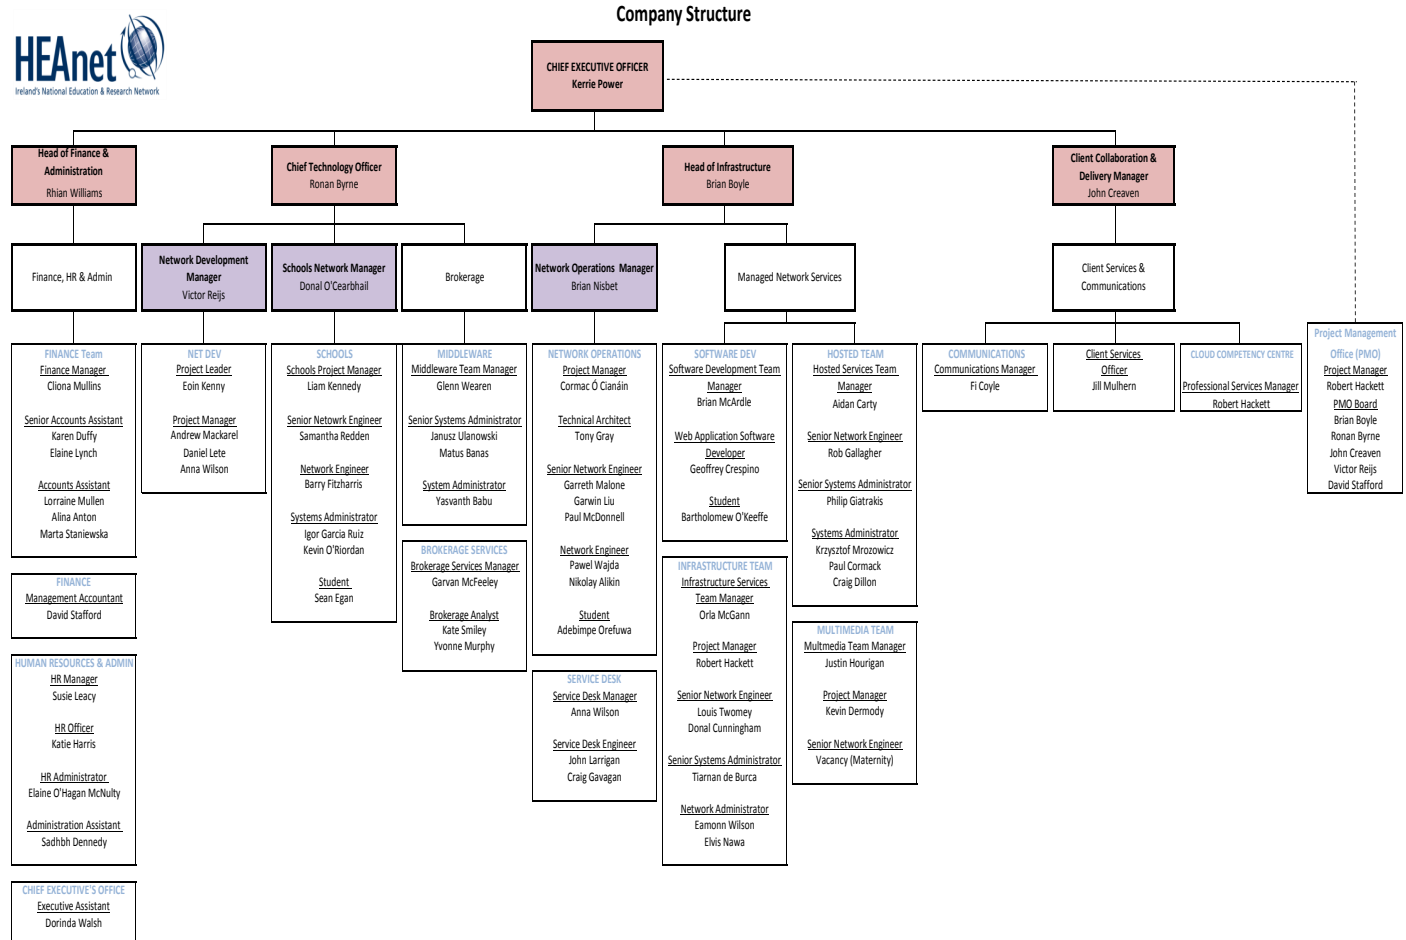 Company Structure
HEAnet
Ireland's National Education & Research Network
CHIEF EXECUTIVE OFFICER
Kerrie Power
Head of Finance &
Administration
Rhian Williams
Chief Technology Officer
Ronan Byrne
Head of Infrastructure
Brian Boyle
Client Collaboration &
Delivery Manager
John Creaven
Finance, HR & Admin
Network Development
Manager
Victor Reijs
Schools Network Manager
Donal O'Cearbhail
Brokerage
Network Operations Manager
Brian Nisbet
Managed Network Services
Client Services &
Communications
FINANCE Team
Finance Manager
Cliona Mullins
Senior Accounts Assistant
Karen Duffy
Elaine Lynch
Accounts Assistant
Lorraine Mullen
Alina Anton
Marta Staniewska
FINANCE
Management Accountant
David Stafford
HUMAN RESOURCES & ADMIN
HR Manager
Susie Leacy
HR Officer
Katie Harris
HR Administrator
Elaine O'Hagan McNulty
Administration Assistant
Sadhbh Dennedy
CHIEF EXECUTIVE'S OFFICE
Executive Assistant
Dorinda Walsh
NET DEV
Project Leader
Eoin Kenny
Project Manager
Andrew Mackarel
Daniel Lete
Anna Wilson
SCHOOLS
Schools Project Manager
Liam Kennedy
Senior Netowrk Engineer
Samantha Redden
Network Engineer
Barry Fitzharris
Systems Administrator
Igor Garcia Ruiz
Kevin O'Riordan
Student
Sean Egan
MIDDLEWARE
Middleware Team Manager
Glenn Wearen
Senior Systems Administrator
Janusz Ulanowski
Matus Banas
System Administrator
Yasvanth Babu
BROKERAGE SERVICES
Brokerage Services Manager
Garvan McFeeley
Brokerage Analyst
Kate Smiley
Yvonne Murphy
NETWORK OPERATIONS
Project Manager
Cormac Ó Cianáin
Technical Architect
Tony Gray
Senior Network Engineer
Garreth Malone
Garwin Liu
Paul McDonnell
Network Engineer
Pawel Wajda
Nikolay Alikin
Student
Adebimpe Orefuwa
SERVICE DESK
Service Desk Manager
Anna Wilson
Service Desk Engineer
John Larrigan
Craig Gavagan
SOFTWARE DEV
Software Development Team
Manager
Brian McArdle
Web Application Software
Developer
Geoffrey Crespino
Student
Bartholomew O'Keeffe
INFRASTRUCTURE TEAM
Infrastructure Services
Team Manager
Orla McGann
Project Manager
Robert Hackett
Senior Network Engineer
Louis Twomey
Donal Cunningham
Senior Systems Administrator
Tiarnan de Burca
Network Administrator
Eamonn Wilson
Elvis Nawa
HOSTED TEAM
Hosted Services Team
Manager
Aidan Carty
Senior Network Engineer
Rob Gallagher
Senior Systems Administrator
Philip Giatrakis
Systems Administrator
Krzysztof Mrozowicz
Paul Cormack
Craig Dillon
MULTIMEDIA TEAM
Multmedia Team Manager
Justin Hourigan
Project Manager
Kevin Dermody
Senior Network Engineer
Vacancy (Maternity)
COMMUNICATIONS
Communications Manager
Fi Coyle
Client Services
Officer
Jill Mulhern
CLOUD COMPETENCY CENTRE
Professional Services Manager
Robert Hackett
Project Management
Office (PMO)
Project Manager
Robert Hackett
PMO Board
Brian Boyle
Ronan Byrne
John Creaven
Victor Reijs
David Stafford